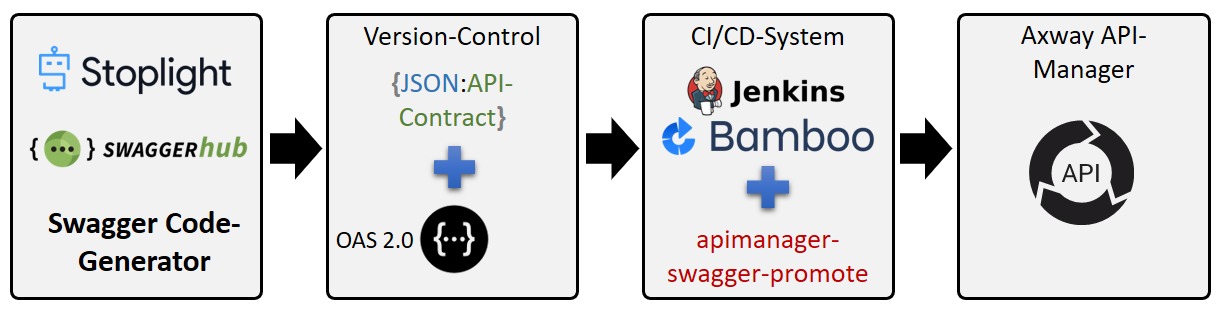 Stoplight
{...} SWAGGERhub
Swagger Code-
Generator
Version-Control
{JSON:API-
Contract}
OAS 2.0 {...}
CI/CD-System
Jenkins
Bamboo
apimanager-
swagger-promote
Axway API-
Manager
API